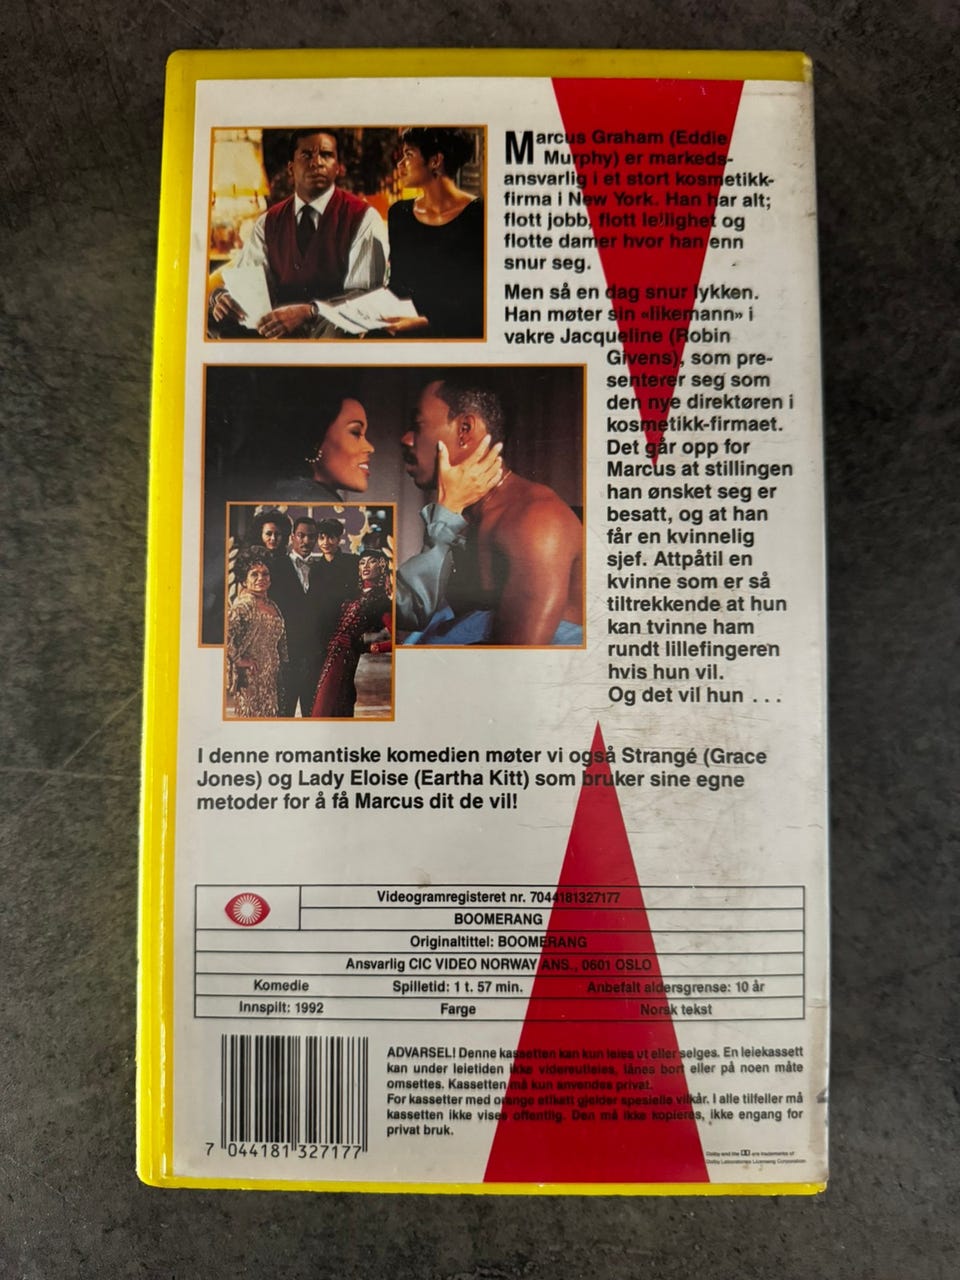 Marcus Graham (Eddie
Murphy) er markeds-
ansvarlig i et stort kosmetikk-
firma i New York. Han har alt;
flott jobb, flott leilighet og
flotte damer hvor han enn
snur seg.
Men så en dag snur lykken.
Han møter sin «likemann» i
vakre Jacqueline (Robin
Givens), som pre-
senterer seg som
den nye direktøren i
kosmetikk-firmaet.
Det går opp for
Marcus at stillingen
han ønsket seg er
besatt, og at han
får en kvinnelig
sjef. Attpåtil en
kvinne som er så
tiltrekkende at hun
kan tvinne ham
rundt lillefingeren
hvis hun vil.
Og det vil hun . . .
I denne romantiske komedien møter vi også Strangé (Grace
Jones) og Lady Eloise (Eartha Kitt) som bruker sine egne
metoder for å få Marcus dit de vil!
Videogramregisteret nr. 7044181327177
BOOMERANG
Originaltittel: BOOMERANG
Ansvarlig CIC VIDEO NORWAY ANS., 0601 OSLO
Komedie Spilletid: 1 t. 57 min. Anbefalt aldersgrense: 10 år
Innspilt: 1992 Farge Norsk tekst
ADVARSEL! Denne kassetten kan kun leies ut eller selges. En leiekassett
kan under leietiden ikke videreutleies, lånes bort eller på noen måte
omsettes. Kassetten må kun anvendes privat.
For kassetter med orange etikett gjelder spesielle vilkår. I alle tilfeller må
kassetten ikke vises offentlig. Den må ikke kopieres, ikke engang for
privat bruk.
7 044181 327177
Dolby and the are trademarks of
Dolby Laboratories Licensing Corporation